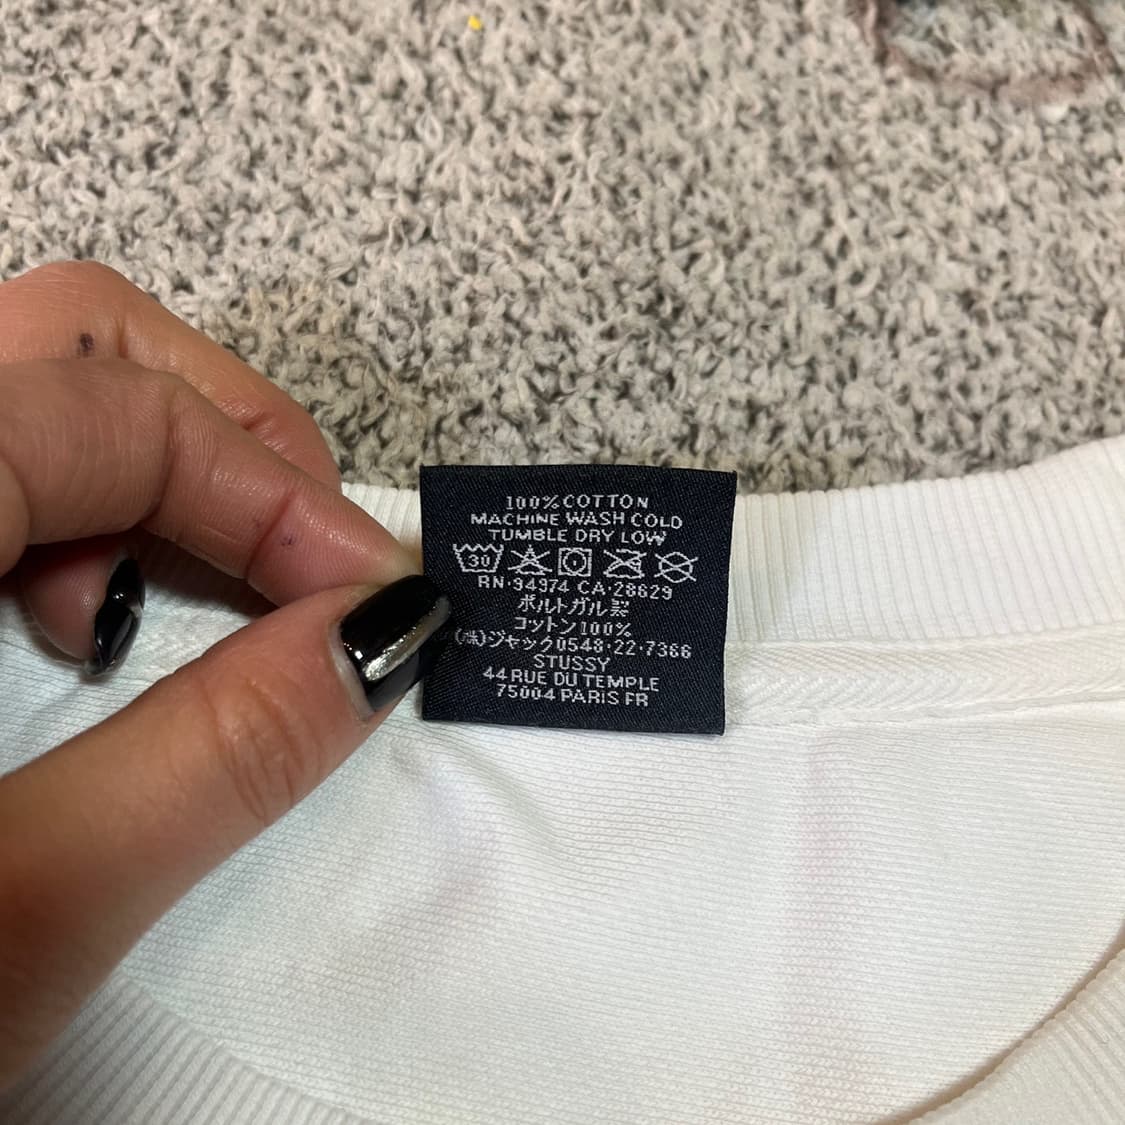 100% COTTON
MACHINE WASH COLD
TUMBLE DRY LOW
30
RN·94974 CA·28629
ポルトガル製
コットン100%
(株)ジャック0548·22·7366
STUSSY
44 RUE DU TEMPLE
75004 PARIS FR